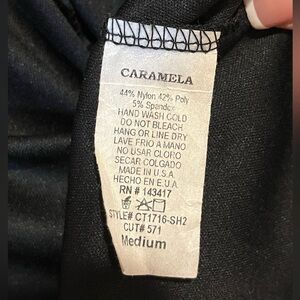 CARAMELA
44% Nylon 42% Poly
5% Spandex
HAND WASH COLD
DO NOT BLEACH
HANG OR LINE DRY
LAVE FRIO A MANO
NO USAR CLORO
SECAR COLGADO
MADE IN U.S.A
HECHO EN E.U.A
RN # 143417
STYLE# CT1716-SH2
CUT# 571
Medium